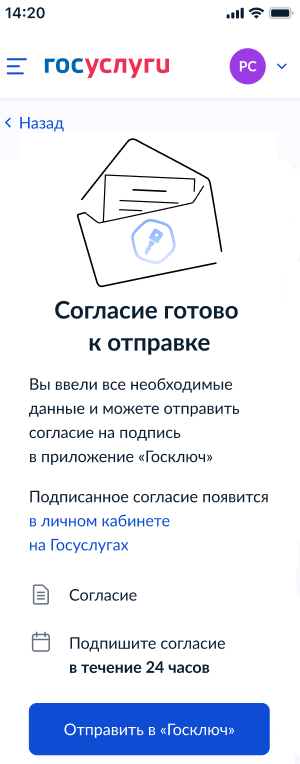 14:20
госуслуги
РС
Назад
Согласие готово
к отправке
Вы ввели все необходимые
данные и можете отправить
согласие на подпись
в приложение «Госключ»
Подписанное согласие появится
в личном кабинете
на Госуслугах
Согласие
Подпишите согласие
в течение 24 часов
Отправить в «Госключ»